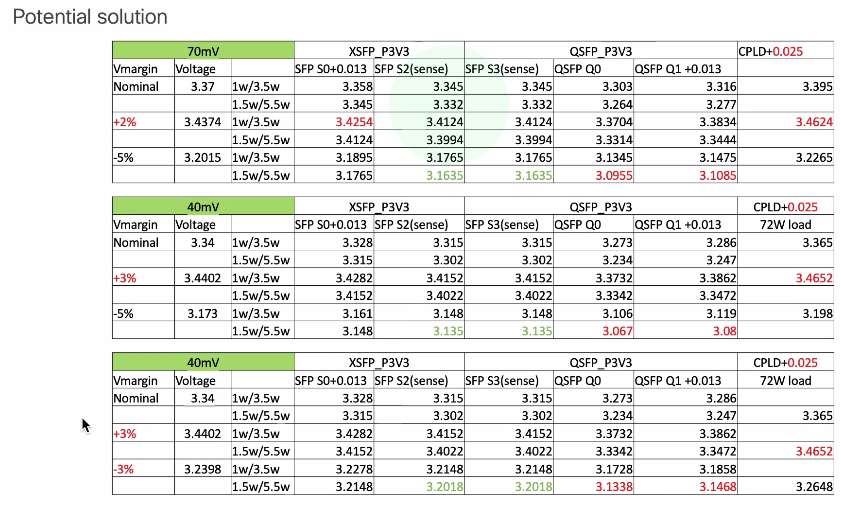 Potential solution
70mV XSFP_P3V3 QSFP_P3V3 CPLD+0.025
Vmargin Voltage SFP S0+0.013 SFP S2(sense) SFP S3(sense) QSFP Q0 QSFP Q1 +0.013
Nominal 3.37 1w/3.5w 3.358 3.345 3.345 3.303 3.316 3.395
1.5w/5.5w 3.345 3.332 3.332 3.264 3.277
+2% 3.4374 1w/3.5w 3.4254 3.4124 3.4124 3.3704 3.3834 3.4624
1.5w/5.5w 3.4124 3.3994 3.3994 3.3314 3.3444
-5% 3.2015 1w/3.5w 3.1895 3.1765 3.1765 3.1345 3.1475 3.2265
1.5w/5.5w 3.1765 3.1635 3.1635 3.0955 3.1085
40mV XSFP_P3V3 QSFP_P3V3 CPLD+0.025
Vmargin Voltage SFP S0+0.013 SFP S2(sense) SFP S3(sense) QSFP Q0 QSFP Q1 +0.013 72W load
Nominal 3.34 1w/3.5w 3.328 3.315 3.315 3.273 3.286 3.365
1.5w/5.5w 3.315 3.302 3.302 3.234 3.247
+3% 3.4402 1w/3.5w 3.4282 3.4152 3.4152 3.3732 3.3862 3.4652
1.5w/5.5w 3.4152 3.4022 3.4022 3.3342 3.3472
-5% 3.173 1w/3.5w 3.161 3.148 3.148 3.106 3.119 3.198
1.5w/5.5w 3.148 3.135 3.135 3.067 3.08
40mV XSFP_P3V3 QSFP_P3V3 CPLD+0.025
Vmargin Voltage SFP S0+0.013 SFP S2(sense) SFP S3(sense) QSFP Q0 QSFP Q1 +0.013 72W load
Nominal 3.34 1w/3.5w 3.328 3.315 3.315 3.273 3.286
1.5w/5.5w 3.315 3.302 3.302 3.234 3.247 3.365
+3% 3.4402 1w/3.5w 3.4282 3.4152 3.4152 3.3732 3.3862
1.5w/5.5w 3.4152 3.4022 3.4022 3.3342 3.3472 3.4652
-3% 3.2398 1w/3.5w 3.2278 3.2148 3.2148 3.1728 3.1858
1.5w/5.5w 3.2148 3.2018 3.2018 3.1338 3.1468 3.2648